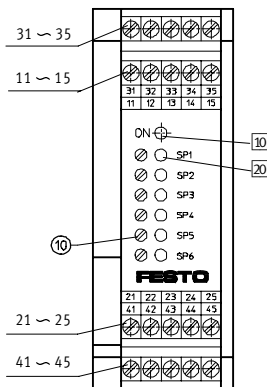 31 ~ 35
11 ~ 15
31 32 33 34 35
11 12 13 14 15
ON
10
SP1
20
SP2
SP3
SP4
10
SP5
SP6
FESTO
21 22 23 24 25
41 42 43 44 45
21 ~ 25
41 ~ 45